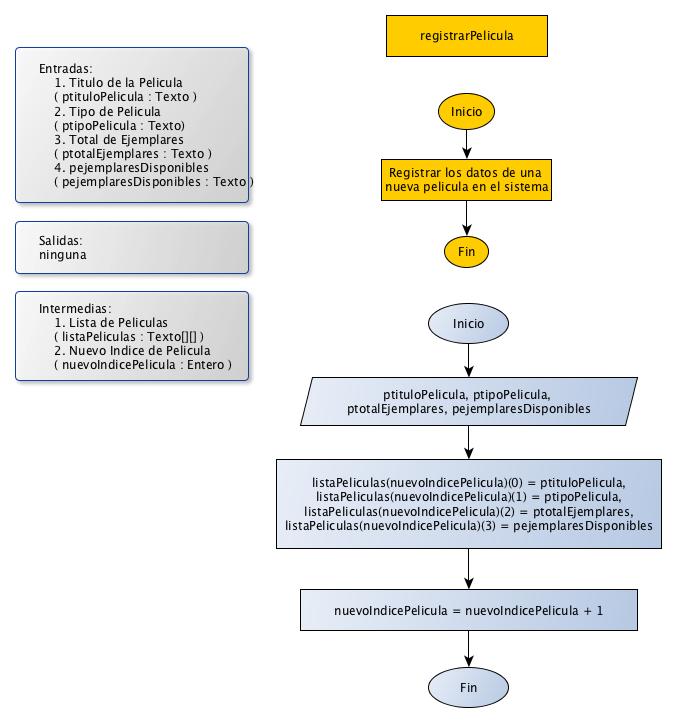 registrarPelicula
Entradas:
1. Titulo de la Pelicula
( ptituloPelicula : Texto )
2. Tipo de Pelicula
( ptipoPelicula : Texto)
3. Total de Ejemplares
( ptotalEjemplares : Texto )
4. pejemplaresDisponibles
( pejemplaresDisponibles : Texto )
Salidas:
ninguna
Intermedias:
1. Lista de Peliculas
( listaPeliculas : Texto[][] )
2. Nuevo Indice de Pelicula
( nuevoIndicePelicula : Entero )
Inicio
Registrar los datos de una
nueva pelicula en el sistema
Fin
Inicio
ptituloPelicula, ptipoPelicula,
ptotalEjemplares, pejemplaresDisponibles
listaPeliculas(nuevoIndicePelicula)(0) = ptituloPelicula,
listaPeliculas(nuevoIndicePelicula)(1) = ptipoPelicula,
listaPeliculas(nuevoIndicePelicula)(2) = ptotalEjemplares,
listaPeliculas(nuevoIndicePelicula)(3) = pejemplaresDisponibles
nuevoIndicePelicula = nuevoIndicePelicula + 1
Fin